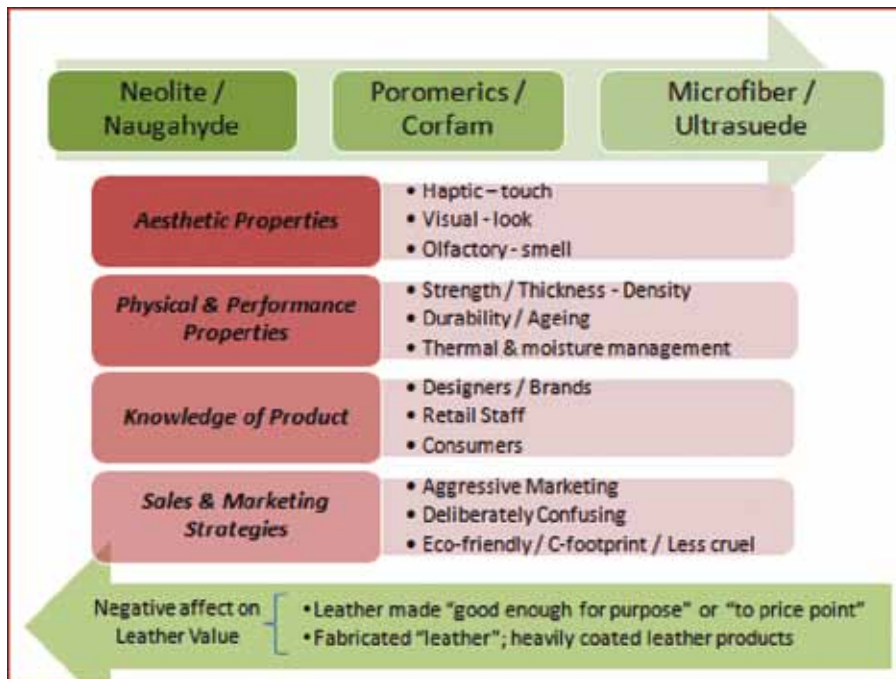 Neolite /
Naugahyde
Poromerics /
Corfam
Microfiber /
Ultrasuede
Aesthetic Properties
• Haptic – touch
• Visual - look
• Olfactory - smell
Physical & Performance
Properties
• Strength / Thickness - Density
• Durability / Ageing
• Thermal & moisture management
Knowledge of Product
• Designers / Brands
• Retail Staff
• Consumers
Sales & Marketing
Strategies
• Aggressive Marketing
• Deliberately Confusing
• Eco-friendly / C-footprint / Less cruel
Negative affect on
Leather Value
•Leather made “good enough for purpose” or “to price point”
•Fabricated “leather”; heavily coated leather products